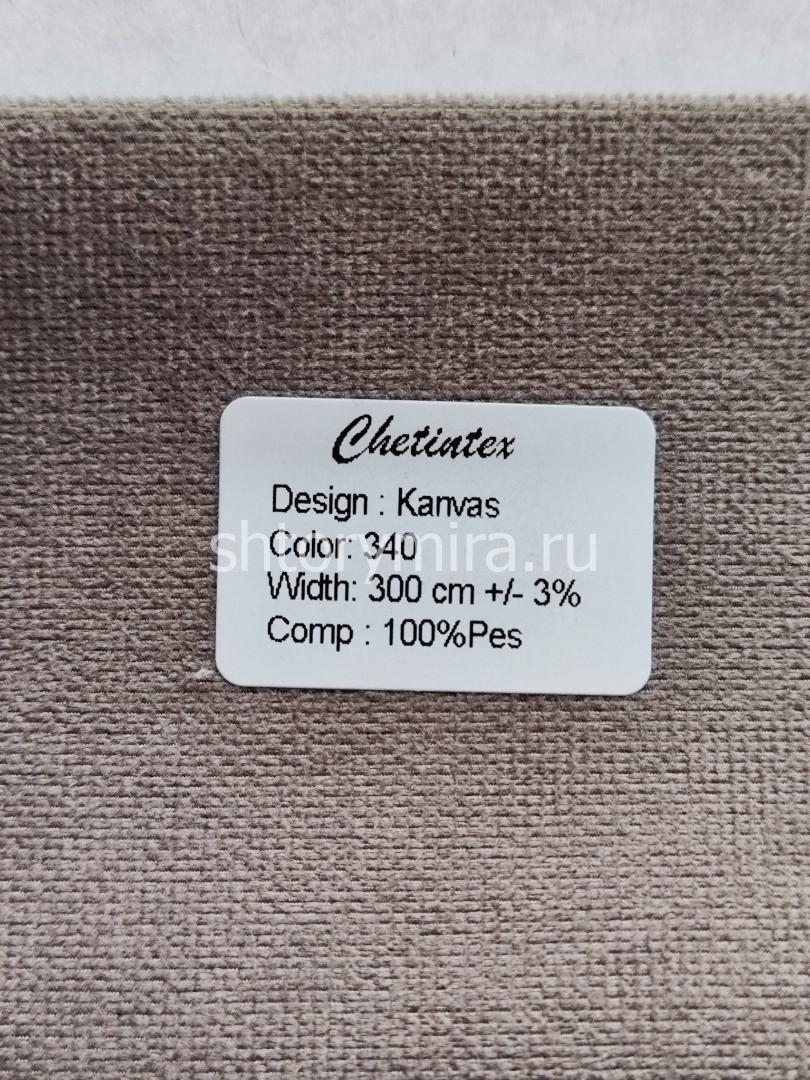 Chetintex
Design : Kanvas
shtorymira.ru
Color: 340
Width: 300 cm +/- 3%
Comp : 100%Pes